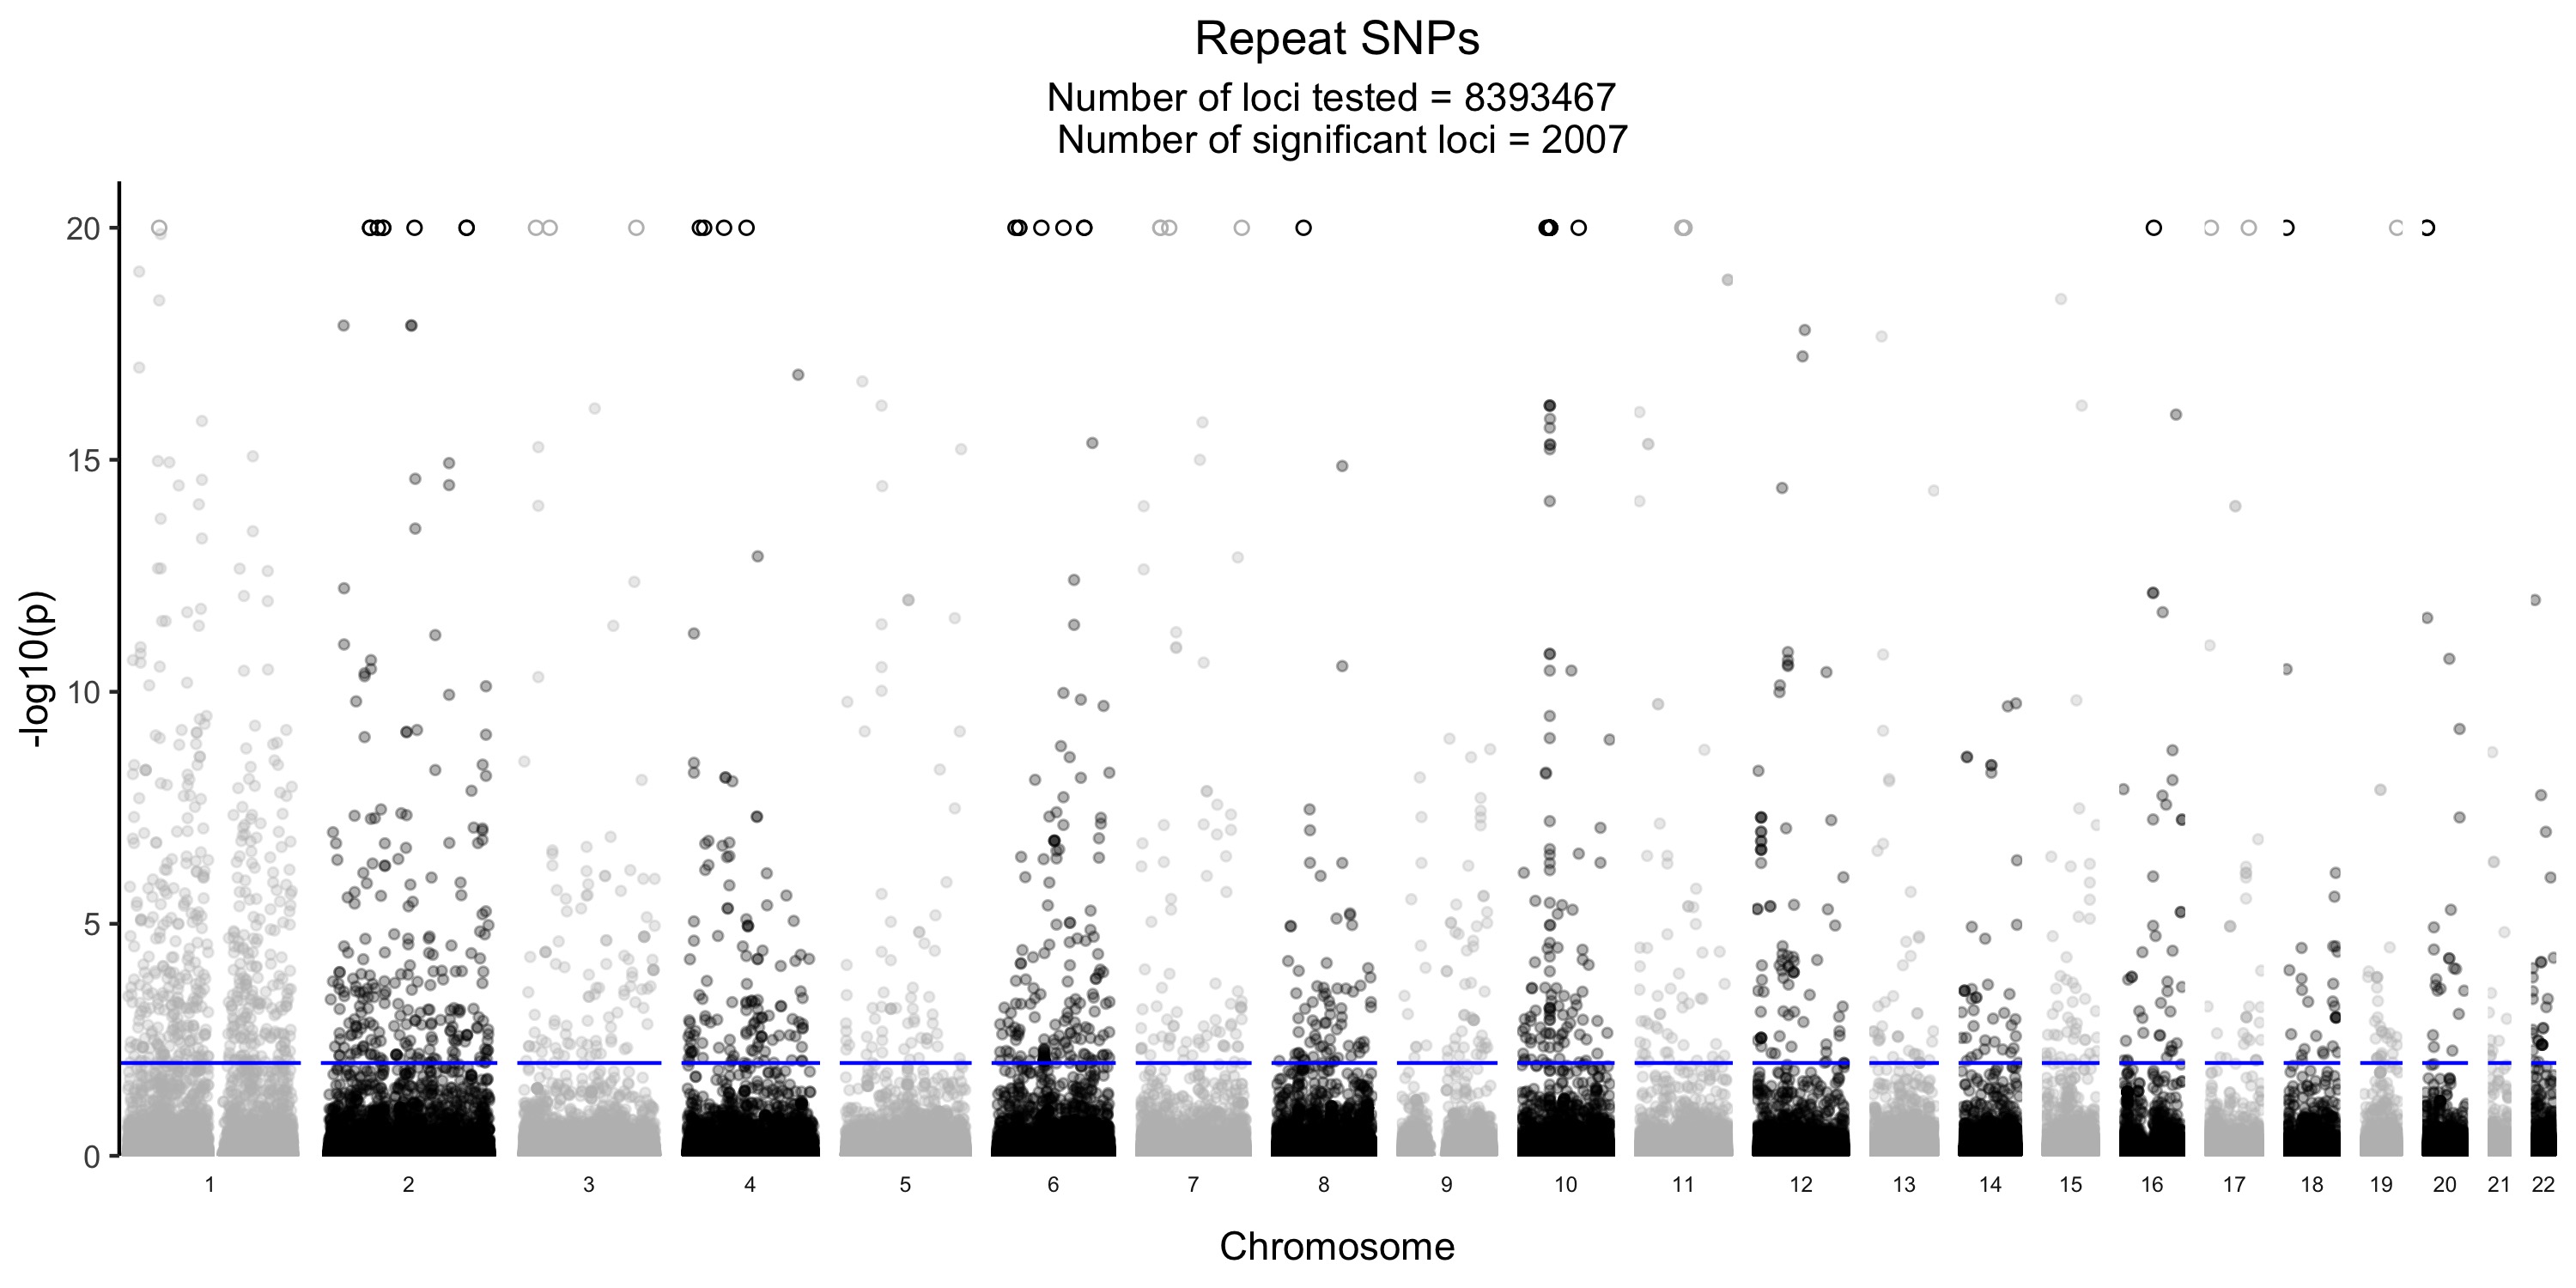 Repeat SNPs
Number of loci tested = 8393467
Number of significant loci = 2007
20
15
10
5
0
-log10(p)
1 2 3 4 5 6 7 8 9 10 11 12 13 14 15 16 17 18 19 20 21 22
Chromosome